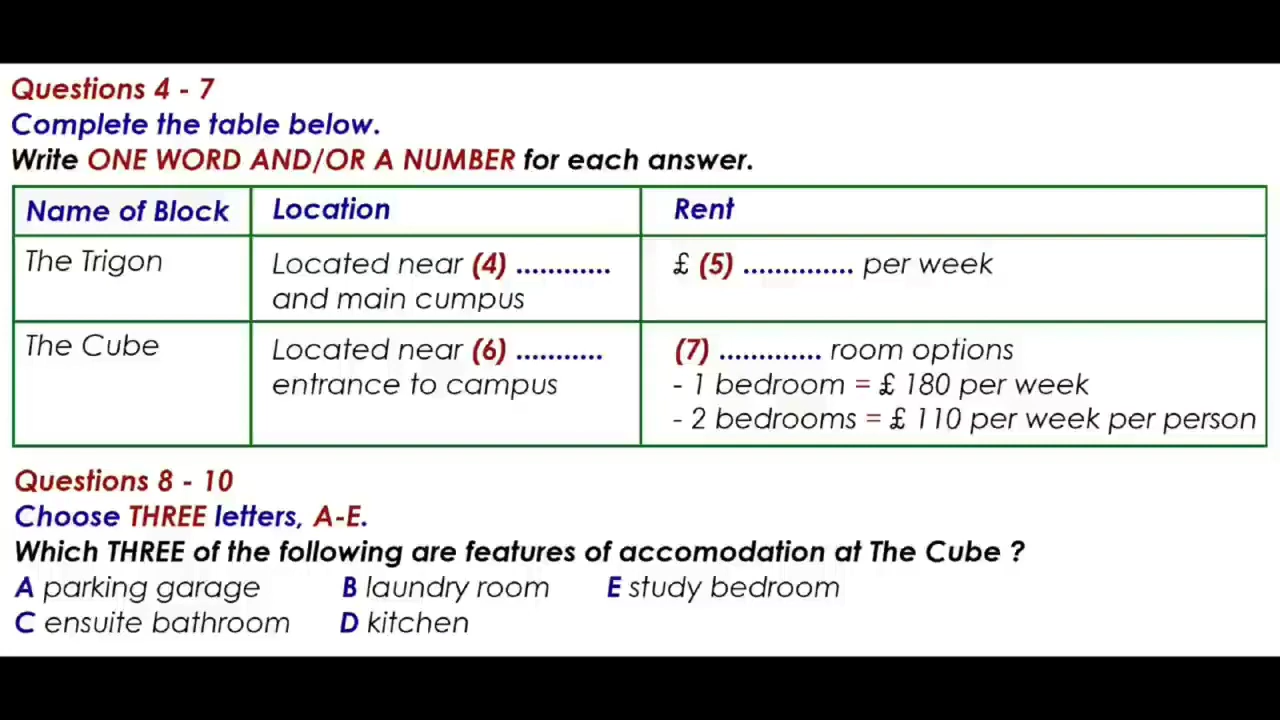 Questions 4 - 7
Complete the table below.
Write ONE WORD AND/OR A NUMBER for each answer.
Name of Block Location Rent
The Trigon Located near (4) ............ £ (5) .............. per week
and main cumpus
The Cube Located near (6) ........... (7) ............. room options
entrance to campus - 1 bedroom = £ 180 per week
- 2 bedrooms = £ 110 per week per person
Questions 8 - 10
Choose THREE letters, A-E.
Which THREE of the following are features of accomodation at The Cube ?
A parking garage B laundry room E study bedroom
C ensuite bathroom D kitchen